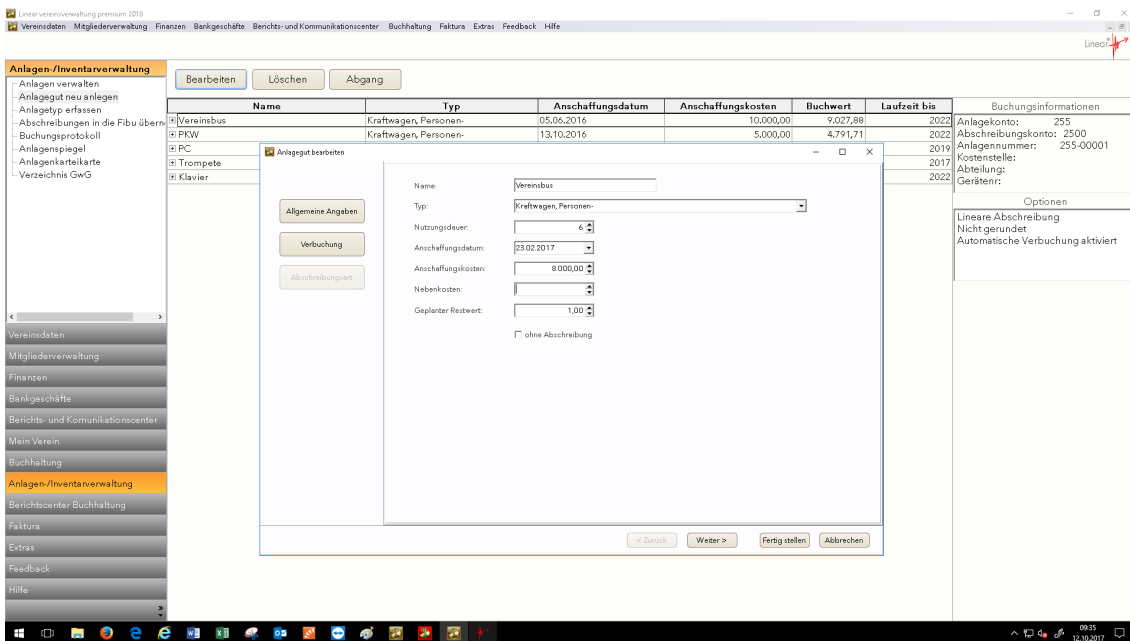 Linear vereinsverwaltung premium 2018
Vereinsdaten Mitgliederverwaltung Finanzen Bankgeschäfte Berichts- und Kommunikationscenter Buchhaltung Faktura Extras Feedback Hilfe
Linear
Anlagen-/Inventarverwaltung
Anlagen verwalten
Anlagegut neu anlegen
Anlagetyp erfassen
Abschreibungen in die Fibu übern
Buchungsprotokoll
Anlagenspiegel
Anlagenkarteikarte
Verzeichnis GwG
Bearbeiten Löschen Abgang
Name Typ Anschaffungsdatum Anschaffungskosten Buchwert Laufzeit bis
Vereinsbus Kraftwagen, Personen- 05.06.2016 10.000,00 9.027,88 2022
PKW Kraftwagen, Personen- 13.10.2016 5.000,00 4.791,71 2022
PC 2019
Trompete 2017
Klavier 2022
Buchungsinformationen
Anlagekonto: 255
Abschreibungskonto: 2500
Anlagennummer: 255-00001
Kostenstelle:
Abteilung:
Gerätenr:
Optionen
Lineare Abschreibung
Nicht gerundet
Automatische Verbuchung aktiviert
Anlagegut bearbeiten
Allgemeine Angaben
Verbuchung
Abschreibungsart
Name: Vereinsbus
Typ: Kraftwagen, Personen-
Nutzungsdauer: 6
Anschaffungsdatum: 23.02.2017
Anschaffungskosten: 8.000,00
Nebenkosten:
Geplanter Restwert: 1,00
ohne Abschreibung
< Zurück Weiter > Fertig stellen Abbrechen
Vereinsdaten
Mitgliederverwaltung
Finanzen
Bankgeschäfte
Berichts- und Komunikationscenter
Mein Verein
Buchhaltung
Anlagen-/Inventarverwaltung
Berichtscenter Buchhaltung
Faktura
Extras
Feedback
Hilfe
09:35
12.10.2017